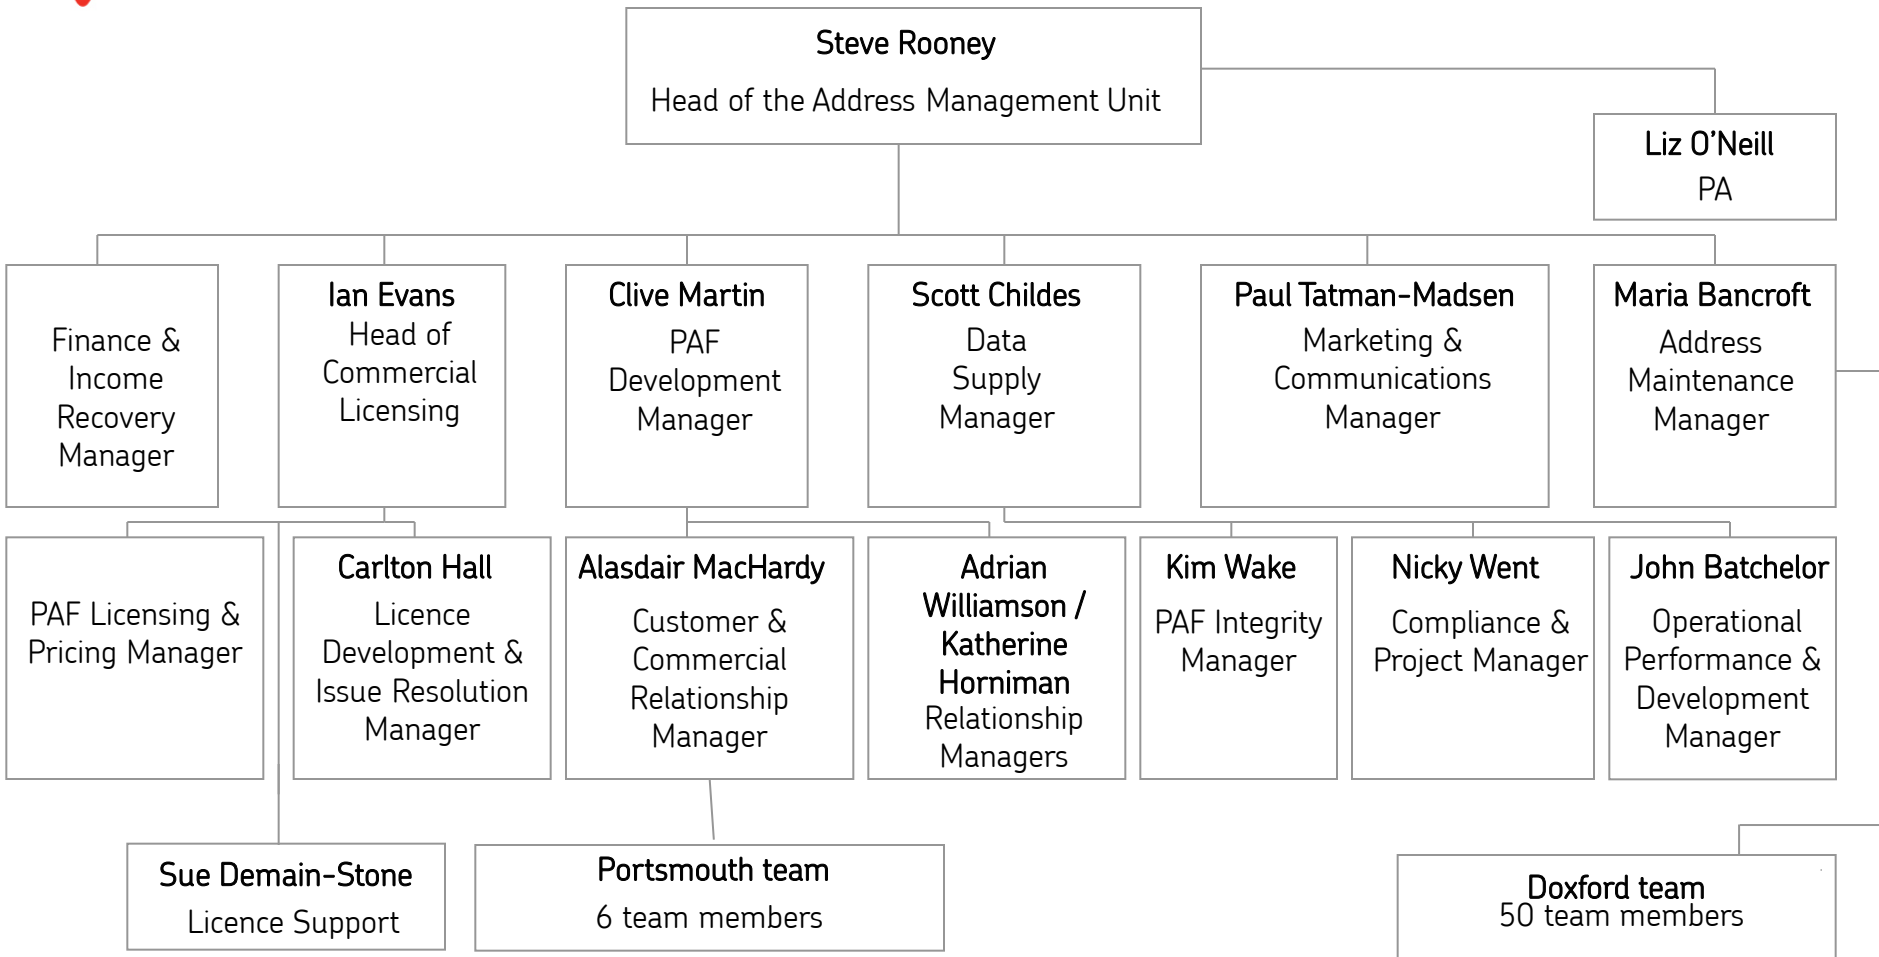 Steve Rooney
Head of the Address Management Unit
Liz O’Neill
PA
Finance &
Income
Recovery
Manager
Ian Evans
Head of
Commercial
Licensing
Clive Martin
PAF
Development
Manager
Scott Childes
Data
Supply
Manager
Paul Tatman-Madsen
Marketing &
Communications
Manager
Maria Bancroft
Address
Maintenance
Manager
PAF Licensing &
Pricing Manager
Carlton Hall
Licence
Development &
Issue Resolution
Manager
Alasdair MacHardy
Customer &
Commercial
Relationship
Manager
Adrian
Williamson /
Katherine
Horniman
Relationship
Managers
Kim Wake
PAF Integrity
Manager
Nicky Went
Compliance &
Project Manager
John Batchelor
Operational
Performance &
Development
Manager
Sue Demain-Stone
Licence Support
Portsmouth team
6 team members
Doxford team
50 team members